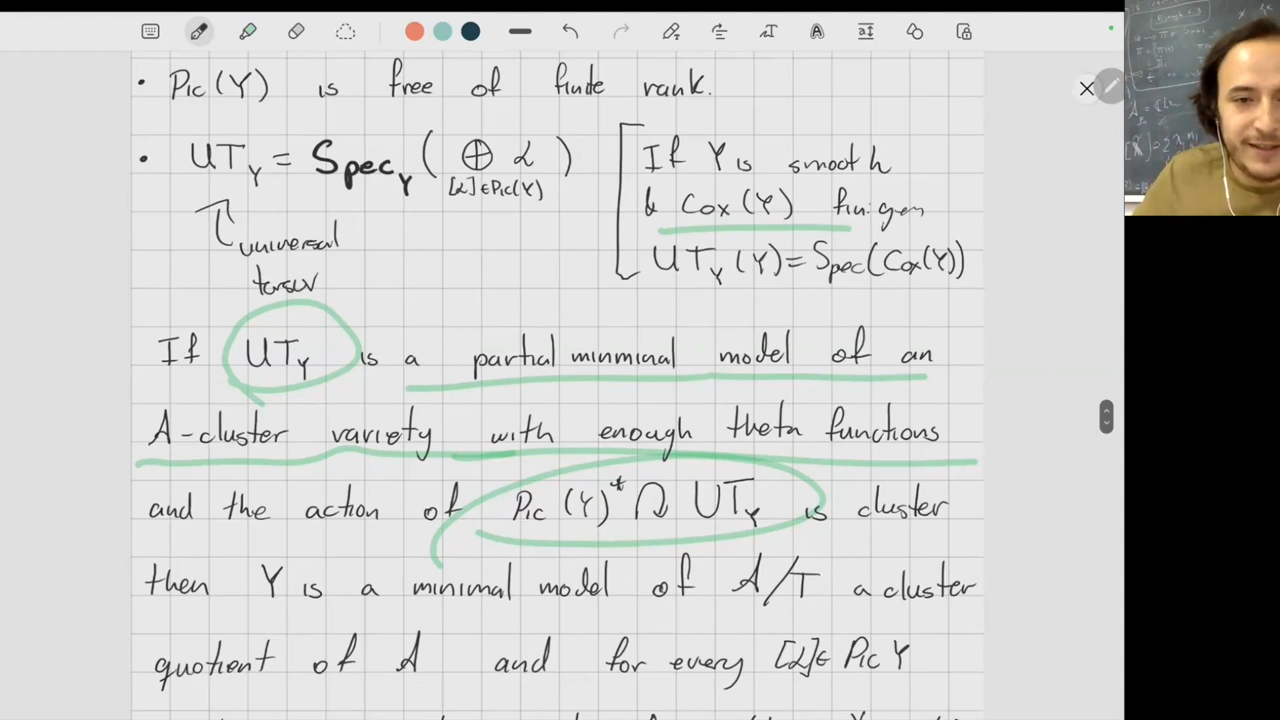 • Pic(Y) is free of finite rank.
• UT_Y = Spec_Y ( ⊕ 𝓛 )
[𝓛]∈Pic(Y)
universal
torsor
If Y is smooth
& Cox(Y) fin. gen
UT_Y(Y) = Spec(Cox(Y))
If UT_Y is a partial minminal model of an
A-cluster variety with enough theta functions
and the action of Pic(Y)* ↷ UT_Y is cluster
then Y is a minimal model of A/T a cluster
quotient of A and for every [𝓛]∈ Pic Y